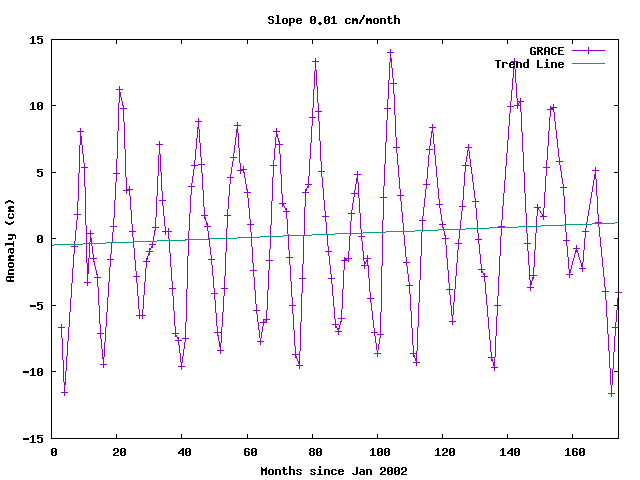 Slope 0.01 cm/month
GRACE
Trend Line
15
10
5
0
-5
-10
-15
Anomaly (cm)
0 20 40 60 80 100 120 140 160
Months since Jan 2002